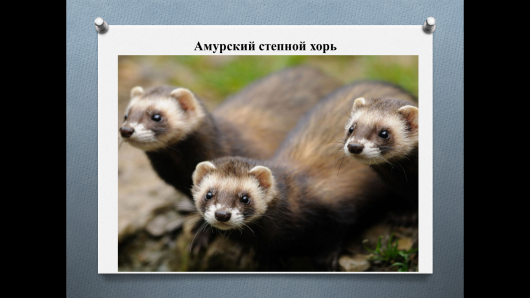 Амурский степной хорь